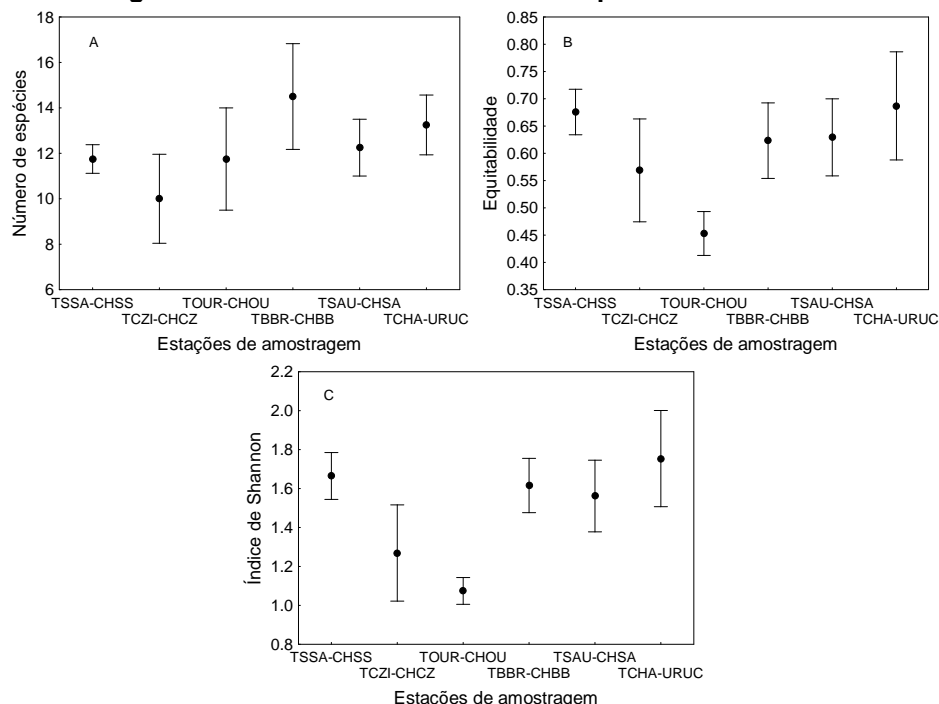 A
Número de espécies
18
16
14
12
10
8
6
TSSA-CHSS TOUR-CHOU TSAU-CHSA
TCZI-CHCZ TBBR-CHBB TCHA-URUC
Estações de amostragem
B
Equitabilidade
0.85
0.80
0.75
0.70
0.65
0.60
0.55
0.50
0.45
0.40
0.35
TSSA-CHSS TOUR-CHOU TSAU-CHSA
TCZI-CHCZ TBBR-CHBB TCHA-URUC
Estações de amostragem
C
Índice de Shannon
2.2
2.0
1.8
1.6
1.4
1.2
1.0
0.8
TSSA-CHSS TOUR-CHOU TSAU-CHSA
TCZI-CHCZ TBBR-CHBB TCHA-URUC
Estações de amostragem